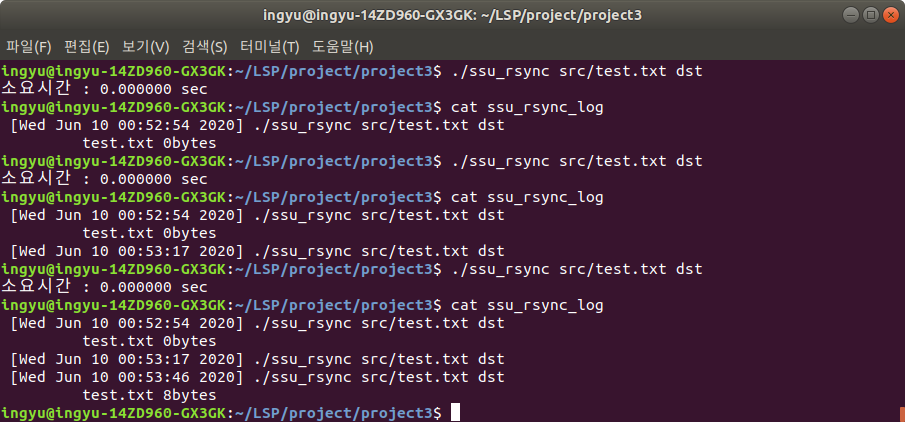 ingyu@ingyu-14ZD960-GX3GK: ~/LSP/project/project3
파일(F) 편집(E) 보기(V) 검색(S) 터미널(T) 도움말(H)
ingyu@ingyu-14ZD960-GX3GK:~/LSP/project/project3$ ./ssu_rsync src/test.txt dst
소요시간 : 0.000000 sec
ingyu@ingyu-14ZD960-GX3GK:~/LSP/project/project3$ cat ssu_rsync_log
[Wed Jun 10 00:52:54 2020] ./ssu_rsync src/test.txt dst
test.txt 0bytes
ingyu@ingyu-14ZD960-GX3GK:~/LSP/project/project3$ ./ssu_rsync src/test.txt dst
소요시간 : 0.000000 sec
ingyu@ingyu-14ZD960-GX3GK:~/LSP/project/project3$ cat ssu_rsync_log
[Wed Jun 10 00:52:54 2020] ./ssu_rsync src/test.txt dst
test.txt 0bytes
[Wed Jun 10 00:53:17 2020] ./ssu_rsync src/test.txt dst
ingyu@ingyu-14ZD960-GX3GK:~/LSP/project/project3$ ./ssu_rsync src/test.txt dst
소요시간 : 0.000000 sec
ingyu@ingyu-14ZD960-GX3GK:~/LSP/project/project3$ cat ssu_rsync_log
[Wed Jun 10 00:52:54 2020] ./ssu_rsync src/test.txt dst
test.txt 0bytes
[Wed Jun 10 00:53:17 2020] ./ssu_rsync src/test.txt dst
[Wed Jun 10 00:53:46 2020] ./ssu_rsync src/test.txt dst
test.txt 8bytes
ingyu@ingyu-14ZD960-GX3GK:~/LSP/project/project3$